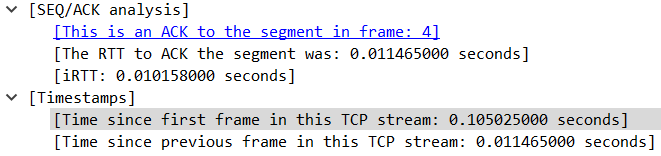 [SEQ/ACK analysis]
[This is an ACK to the segment in frame: 4]
[The RTT to ACK the segment was: 0.011465000 seconds]
[iRTT: 0.010158000 seconds]
[Timestamps]
[Time since first frame in this TCP stream: 0.105025000 seconds]
[Time since previous frame in this TCP stream: 0.011465000 seconds]